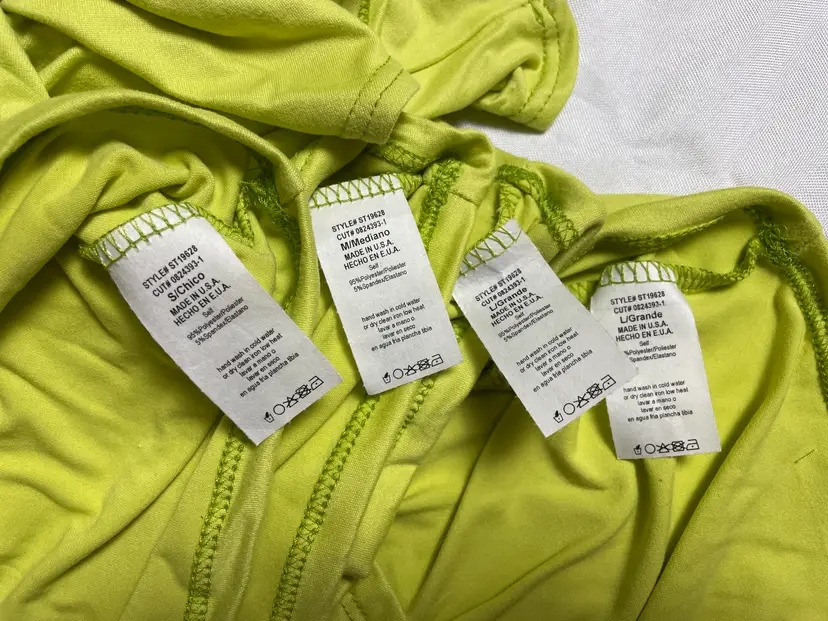 STYLE# ST19628
CUT# 0824393-1
S/Chico
MADE IN U.S.A.
HECHO EN E.U.A.
Self
95%Polyester/Poliester
5%Spandex/Elastano
hand wash in cold water
or dry clean iron low heat
lavar a mano o
lavar en seco
en agua fria plancha tibia
STYLE# ST19628
CUT# 0824393-1
M/Mediano
MADE IN U.S.A.
HECHO EN E.U.A.
Self
95%Polyester/Poliester
5%Spandex/Elastano
hand wash in cold water
or dry clean iron low heat
lavar a mano o
lavar en seco
en agua fria plancha tibia
STYLE# ST19628
CUT# 0824393-1
L/Grande
MADE IN U.S.A.
HECHO EN E.U.A.
Self
95%Polyester/Poliester
5%Spandex/Elastano
hand wash in cold water
or dry clean iron low heat
lavar a mano o
lavar en seco
en agua fria plancha tibia
STYLE# ST19628
CUT# 0824393-1
L/Grande
MADE IN U.S.A.
HECHO EN E.U.A.
Self
%Polyester/Poliester
%Spandex/Elastano
hand wash in cold water
or dry clean iron low heat
lavar a mano o
lavar en seco
en agua fria plancha tibia